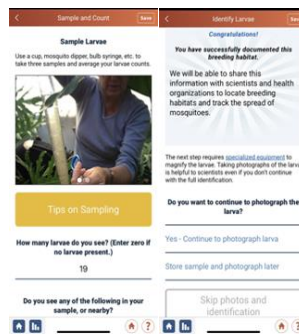 Sample and Count
Save
Sample Larvae
Use a cup, mosquito dipper, bulb syringe, etc. to
take three samples and average your larvae counts.
Tips on Sampling
How many larvae do you see? (Enter zero if
no larvae present.)
19
Do you see any of the following in your
sample, or nearby?
Identify Larvae
Save
Congratulations!
You have successfully documented this
breeding habitat.
We will be able to share this
information with scientists and health
organizations to locate breeding
habitats and track the spread of
mosquitoes.
The next step requires specialized equipment to
magnify the larvae. Taking photographs of the larva
is helpful to scientists even if you don't continue
with the full identification.
Do you want to continue to photograph the
larva?
Yes - Continue to photograph larva
Store sample and photograph later
Skip photos and
identification